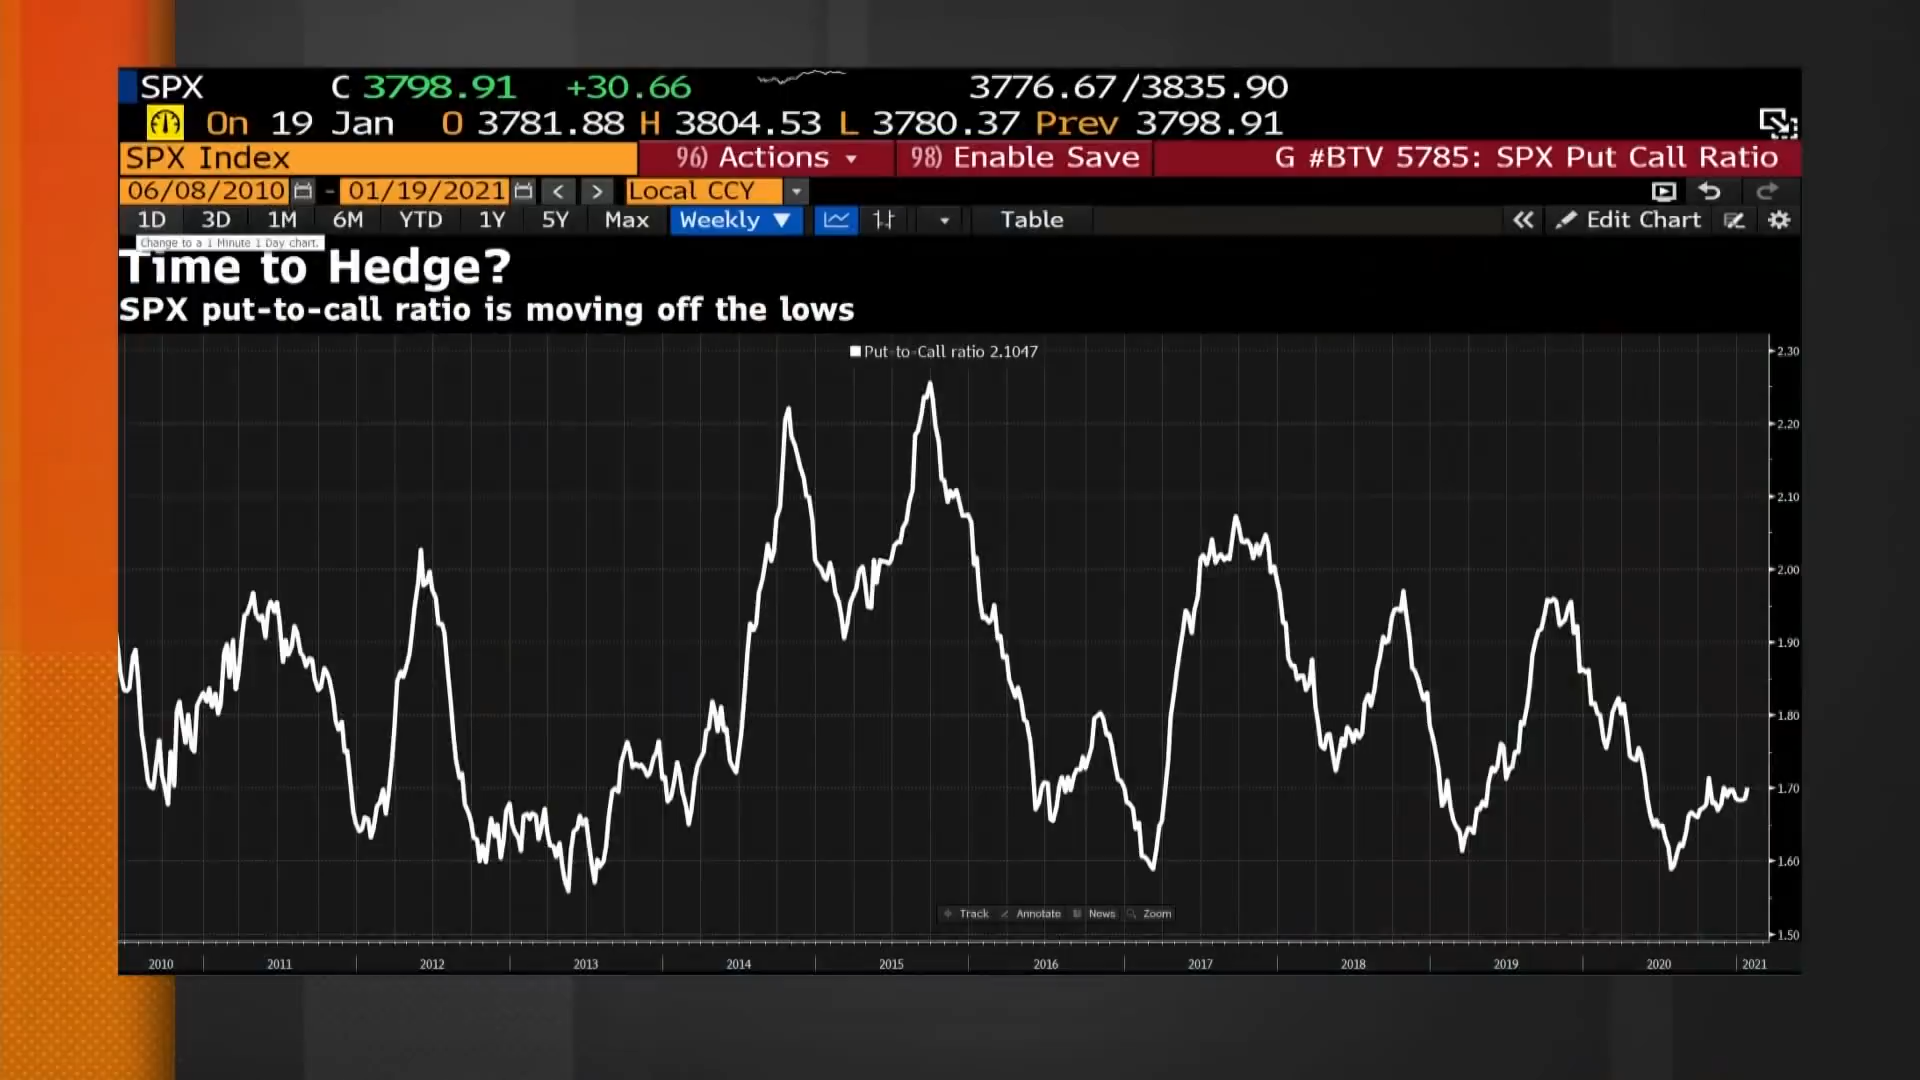 SPX C 3798.91 +30.66 3776.67/3835.90
On 19 Jan O 3781.88 H 3804.53 L 3780.37 Prev 3798.91
SPX Index 96) Actions 98) Enable Save G #BTV 5785: SPX Put Call Ratio
06/08/2010 - 01/19/2021 < > Local CCY
1D 3D 1M 6M YTD 1Y 5Y Max Weekly Table « Edit Chart
Change to a 1 Minute 1 Day chart.
Time to Hedge?
SPX put-to-call ratio is moving off the lows
Put-to-Call ratio 2.1047
2.30
2.20
2.10
2.00
1.90
1.80
1.70
1.60
1.50
Track Annotate News Zoom
2010 2011 2012 2013 2014 2015 2016 2017 2018 2019 2020 2021